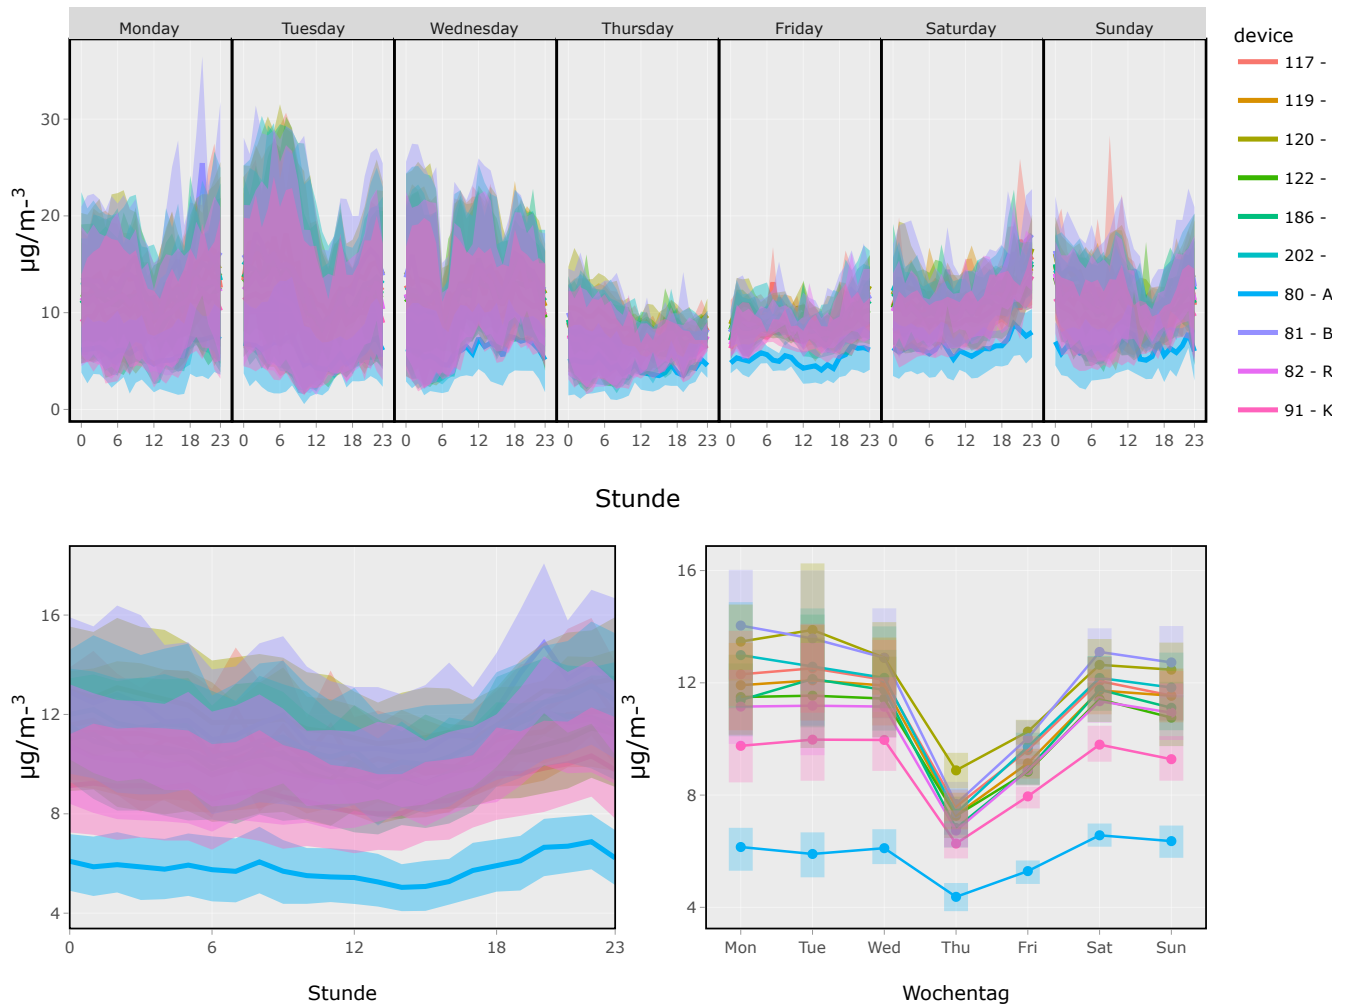 Monday Tuesday Wednesday Thursday Friday Saturday Sunday
device
117 -
119 -
120 -
122 -
186 -
202 -
80 - A
81 - B
82 - R
91 - K
µg/m-³
30
20
10
0
0 6 12 18 23 0 6 12 18 23 0 6 12 18 23 0 6 12 18 23 0 6 12 18 23 0 6 12 18 23 0 6 12 18 23
Stunde
µg/m-³
16
12
8
4
0 6 12 18 23
Stunde
µg/m-³
16
12
8
4
Mon Tue Wed Thu Fri Sat Sun
Wochentag